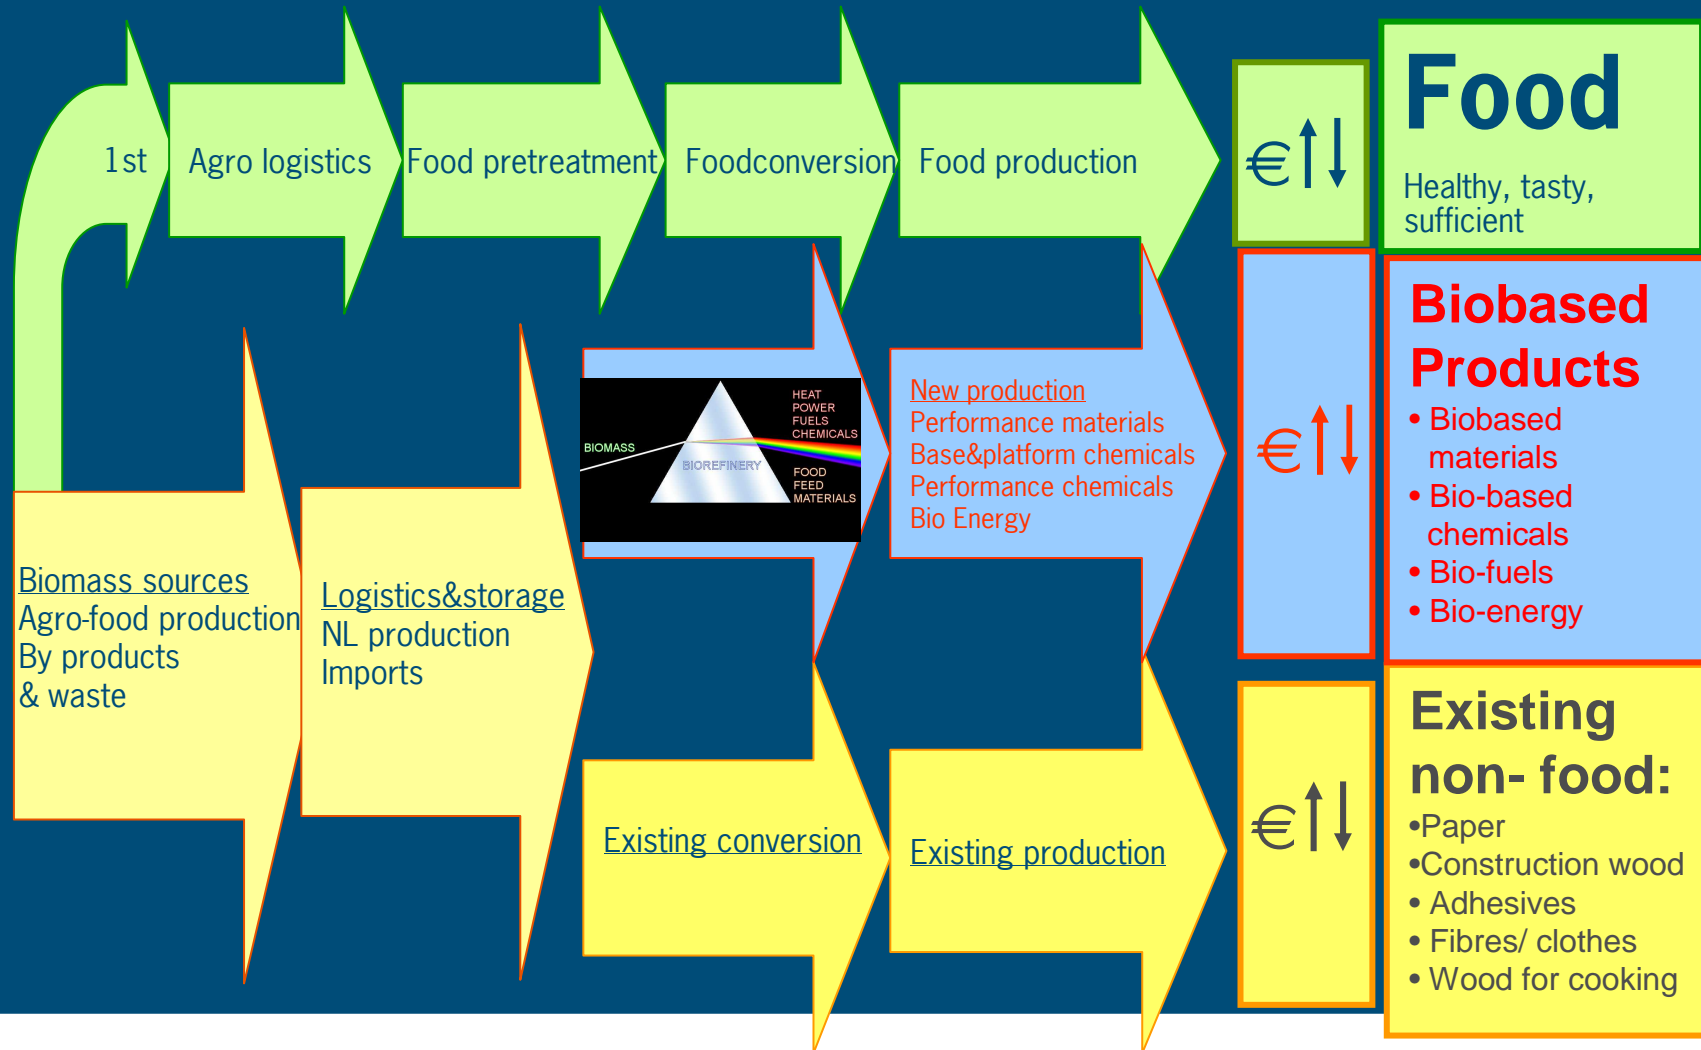 1st
Agro logistics
Food pretreatment
Foodconversion
Food production
€
Food
Healthy, tasty,
sufficient
Biomass sources
Agro-food production
By products
& waste
Logistics&storage
NL production
Imports
BIOMASS
BIOREFINERY
HEAT
POWER
FUELS
CHEMICALS
FOOD
FEED
MATERIALS
New production
Performance materials
Base&platform chemicals
Performance chemicals
Bio Energy
€
Biobased
Products
• Biobased
materials
• Bio-based
chemicals
• Bio-fuels
• Bio-energy
Existing conversion
Existing production
€
Existing
non- food:
•Paper
•Construction wood
• Adhesives
• Fibres/ clothes
• Wood for cooking